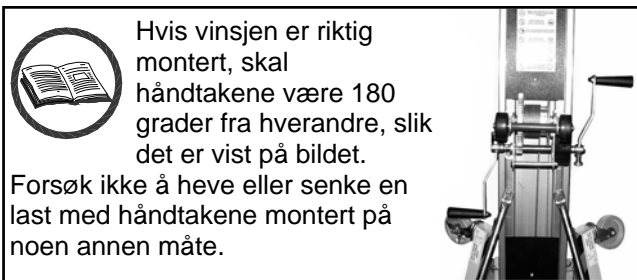 Hvis vinsjen er riktig
montert, skal
håndtakene være 180
grader fra hverandre, slik
det er vist på bildet.
Forsøk ikke å heve eller senke en
last med håndtakene montert på
noen annen måte.